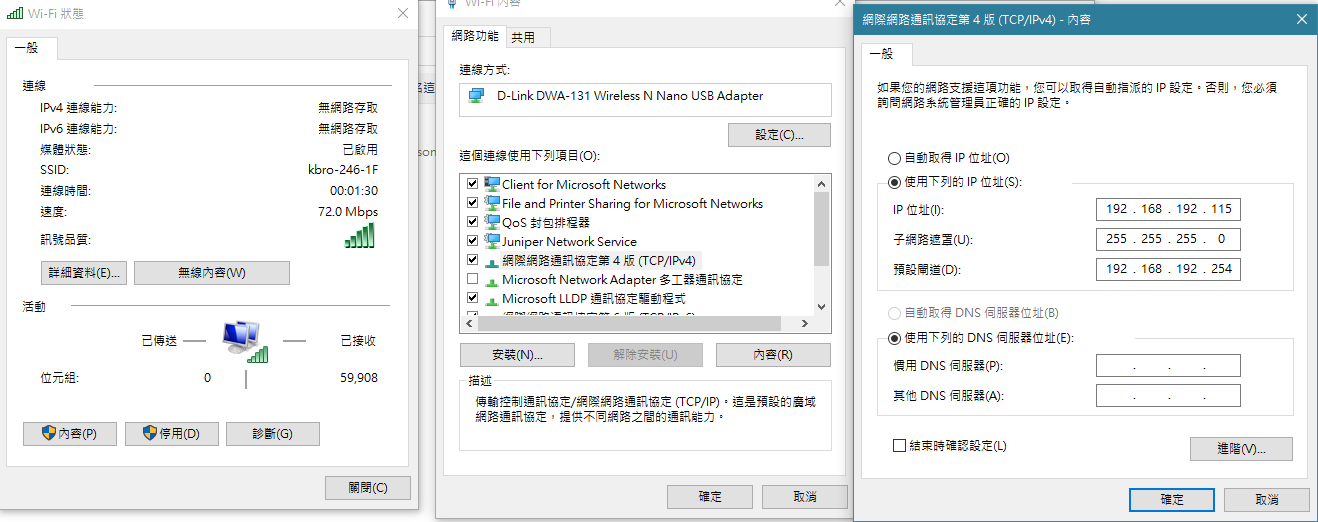 Wi-Fi 狀態
一般
連線
IPv4 連線能力: 無網路存取
IPv6 連線能力: 無網路存取
媒體狀態: 已啟用
SSID: kbro-246-1F
連線時間: 00:01:30
速度: 72.0 Mbps
訊號品質:
詳細資料(E)... 無線內容(W)
活動
已傳送 已接收
位元組: 0 59,908
內容(P) 停用(D) 診斷(G)
關閉(C)
Wi-Fi 內容
網路功能 共用
連線方式:
D-Link DWA-131 Wireless N Nano USB Adapter
設定(C)...
這個連線使用下列項目(O):
Client for Microsoft Networks
File and Printer Sharing for Microsoft Networks
QoS 封包排程器
Juniper Network Service
網際網路通訊協定第 4 版 (TCP/IPv4)
Microsoft Network Adapter 多工器通訊協定
Microsoft LLDP 通訊協定驅動程式
網際網路通訊協定第 6 版 (TCP/IPv6)
安裝(N)... 解除安裝(U) 內容(R)
描述
傳輸控制通訊協定/網際網路通訊協定 (TCP/IP)。這是預設的廣域
網路通訊協定，提供不同網路之間的通訊能力。
確定 取消
網際網路通訊協定第 4 版 (TCP/IPv4) - 內容
一般
如果您的網路支援這項功能，您可以取得自動指派的 IP 設定。否則，您必須
詢問網路系統管理員正確的 IP 設定。
自動取得 IP 位址(O)
使用下列的 IP 位址(S):
IP 位址(I): 192 . 168 . 192 . 115
子網路遮罩(U): 255 . 255 . 255 . 0
預設閘道(D): 192 . 168 . 192 . 254
自動取得 DNS 伺服器位址(B)
使用下列的 DNS 伺服器位址(E):
慣用 DNS 伺服器(P): . . .
其他 DNS 伺服器(A): . . .
結束時確認設定(L)
進階(V)...
確定 取消